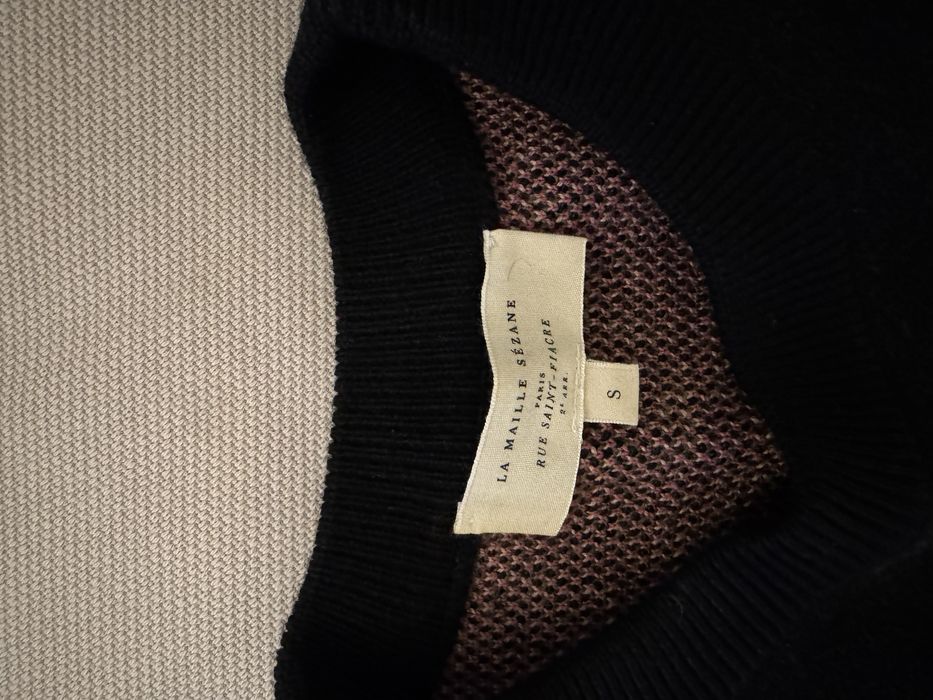 LA MAILLE SÉZANE
PARIS
RUE SAINT-FIACRE
2E ARR.
S